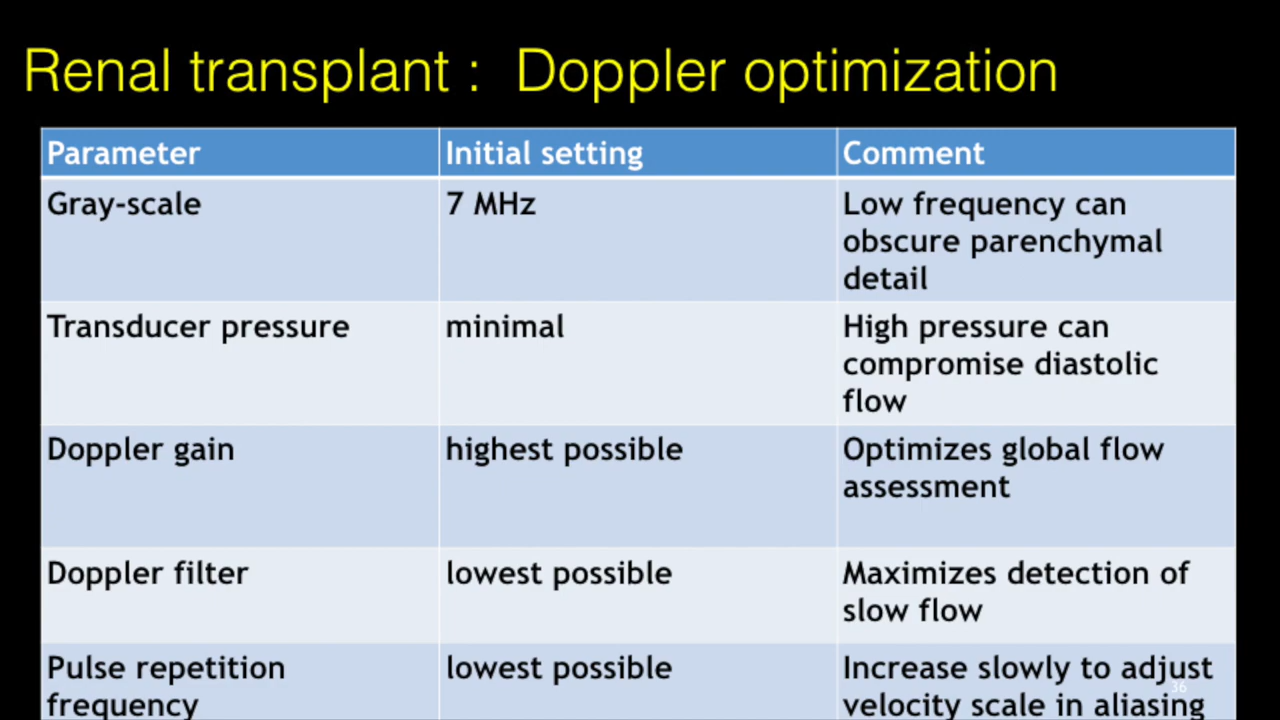 Renal transplant : Doppler optimization
Parameter Initial setting Comment
Gray-scale 7 MHz Low frequency can
obscure parenchymal
detail
Transducer pressure minimal High pressure can
compromise diastolic
flow
Doppler gain highest possible Optimizes global flow
assessment
Doppler filter lowest possible Maximizes detection of
slow flow
Pulse repetition lowest possible Increase slowly to adjust
frequency velocity scale in aliasing
36